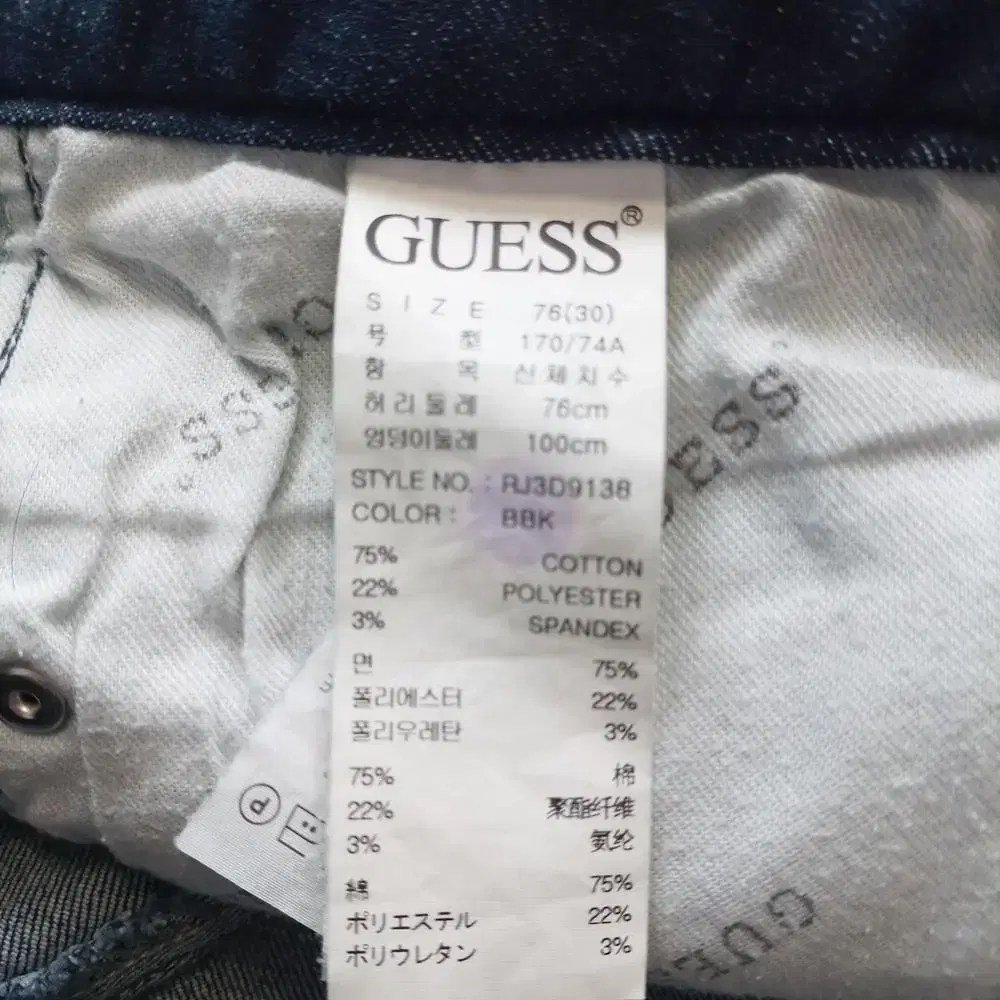 GUESS®
SIZE 76(30)
号型 170/74A
항목 신체치수
허리둘레 76cm
엉덩이둘레 100cm
STYLE NO. : RJ3D9138
COLOR : BBK
75% COTTON
22% POLYESTER
3% SPANDEX
면 75%
폴리에스터 22%
폴리우레탄 3%
75% 棉
22% 聚酯纤维
3% 氨纶
綿 75%
ポリエステル 22%
ポリウレタン 3%
P
GUESS